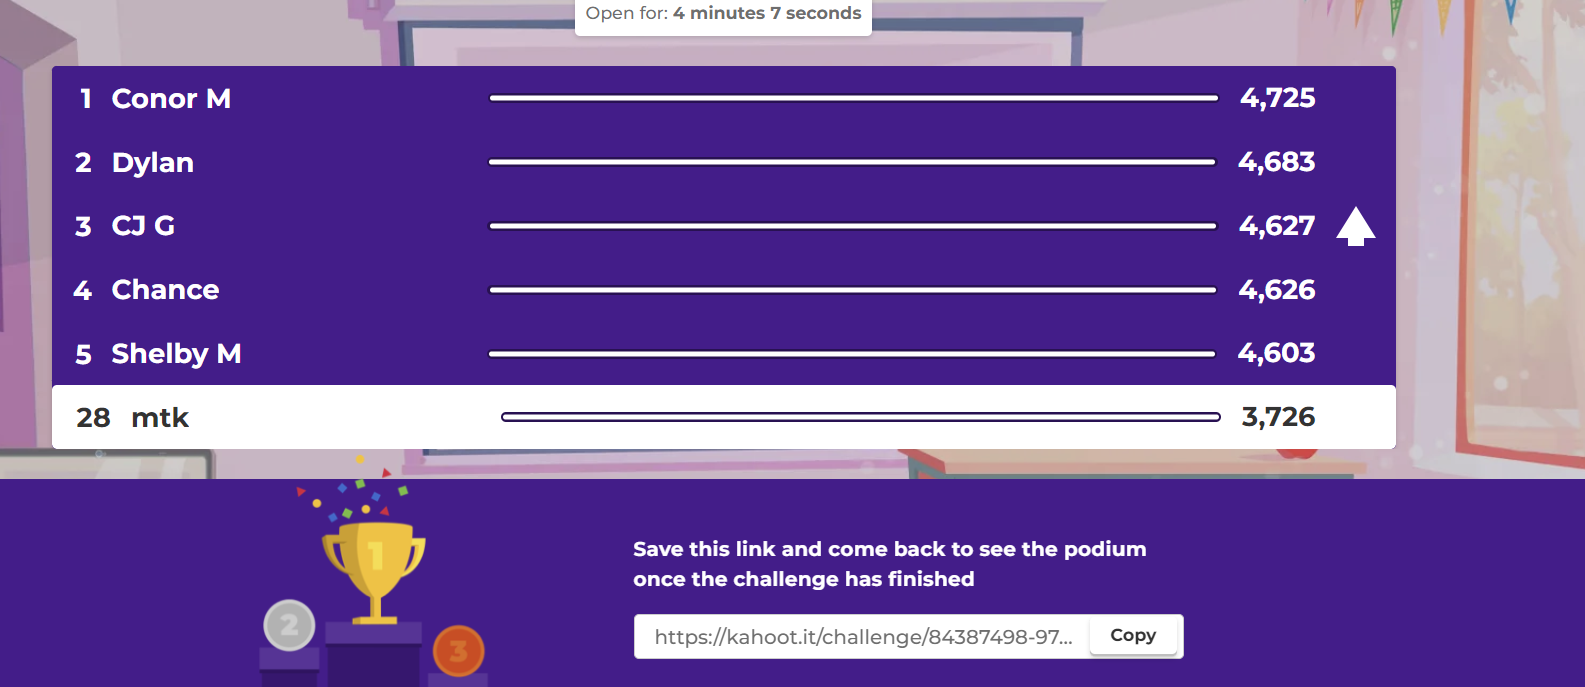 Open for: 4 minutes 7 seconds
1 Conor M 4,725
2 Dylan 4,683
3 CJ G 4,627
4 Chance 4,626
5 Shelby M 4,603
28 mtk 3,726
1
2
3
Save this link and come back to see the podium
once the challenge has finished
https://kahoot.it/challenge/84387498-97... Copy